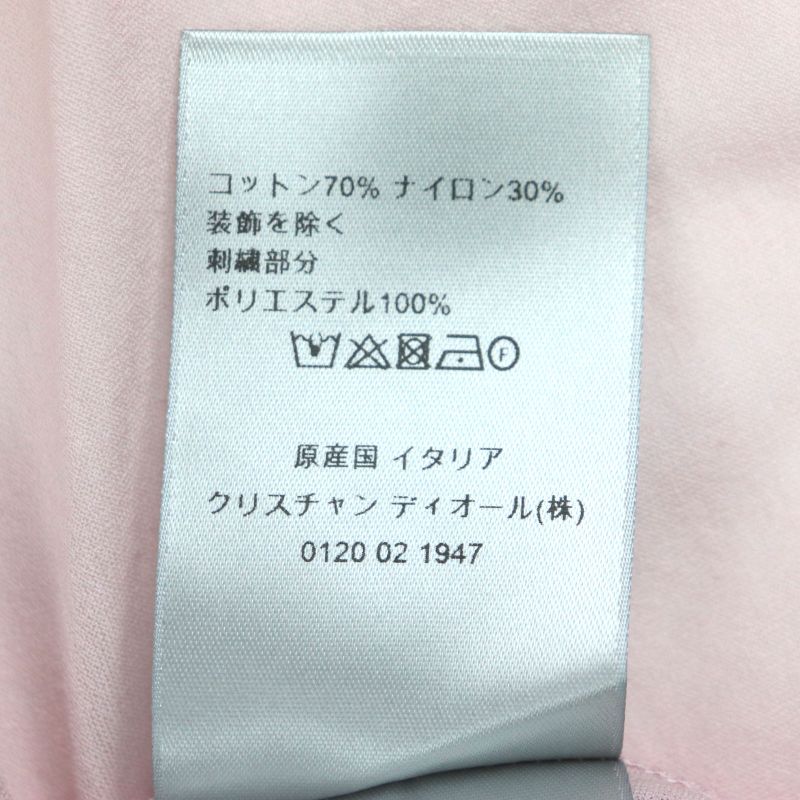 コットン70% ナイロン30%
装飾を除く
刺繍部分
ポリエステル100%
F
原産国 イタリア
クリスチャン ディオール(株)
0120 02 1947